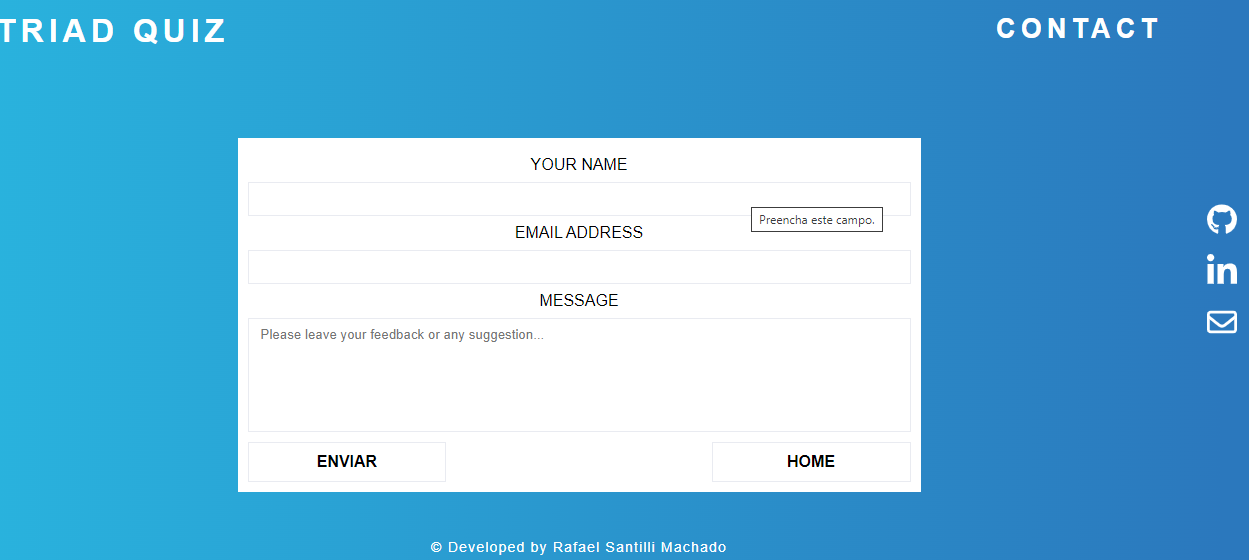 TRIAD QUIZ
CONTACT
YOUR NAME
Preencha este campo.
EMAIL ADDRESS
MESSAGE
Please leave your feedback or any suggestion...
ENVIAR
HOME
© Developed by Rafael Santilli Machado